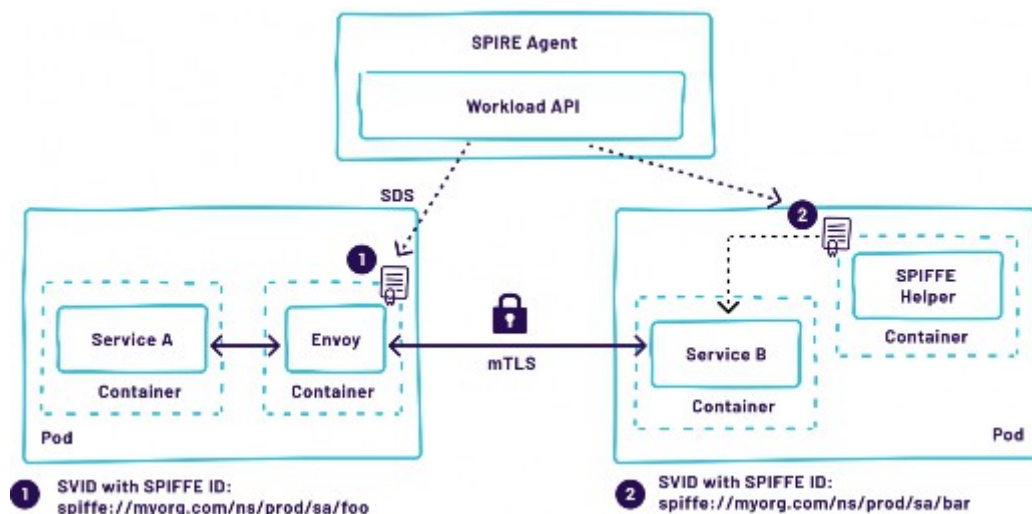 SPIRE Agent
Workload API
SDS
1
2
Service A
Container
Envoy
Container
Pod
mTLS
SPIFFE
Helper
Container
Service B
Container
Pod
1 SVID with SPIFFE ID:
spiffe://myorg.com/ns/prod/sa/foo
2 SVID with SPIFFE ID:
spiffe://myorg.com/ns/prod/sa/bar